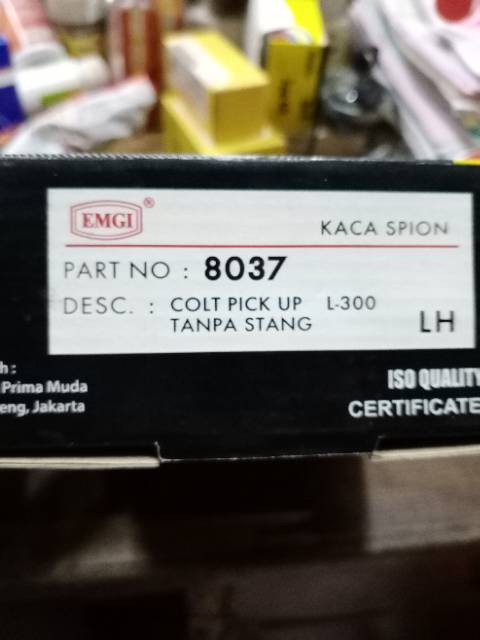 EMGI ®
KACA SPION
PART NO : 8037
DESC. : COLT PICK UP L-300
TANPA STANG
LH
h :
Prima Muda
eng, Jakarta
ISO QUALITY
CERTIFICATE